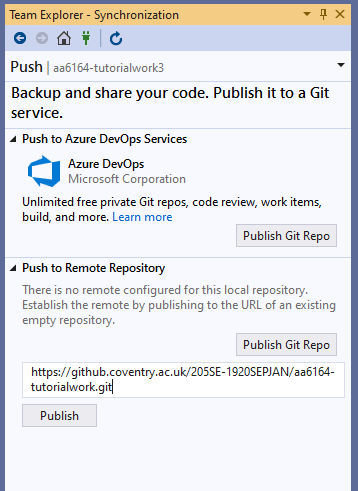 Team Explorer - Synchronization
Push | aa6164-tutorialwork3
Backup and share your code. Publish it to a Git
service.
Push to Azure DevOps Services
Azure DevOps
Microsoft Corporation
Unlimited free private Git repos, code review, work items,
build, and more. Learn more
Publish Git Repo
Push to Remote Repository
There is no remote configured for this local repository.
Establish the remote by publishing to the URL of an existing
empty repository.
Publish Git Repo
https://github.coventry.ac.uk/205SE-1920SEPJAN/aa6164-
tutorialwork.git
Publish